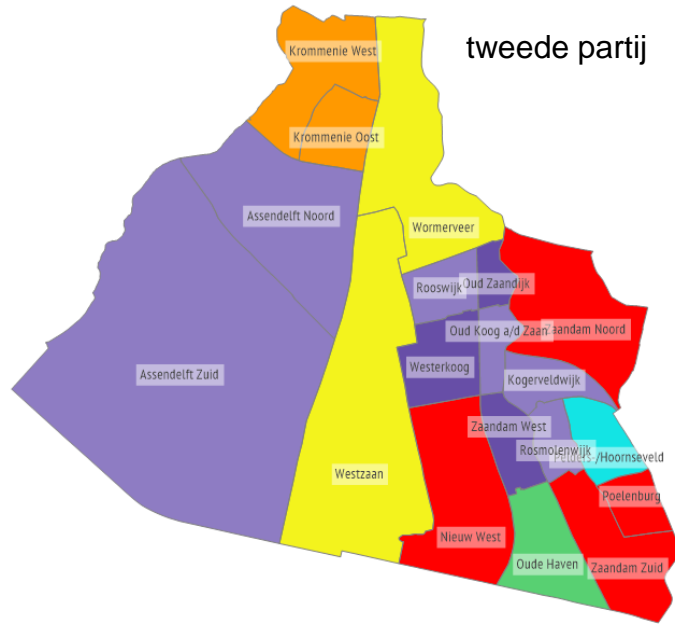 tweede partij
Krommenie West
Krommenie Oost
Assendelft Noord
Wormerveer
Rooswijk
Oud Zaandijk
Oud Koog a/d Zaan
Zaandam Noord
Westerkoog
Assendelft Zuid
Kogerveldwijk
Zaandam West
Rosmolenwijk
Pelders-/Hoornseveld
Westzaan
Poelenburg
Nieuw West
Oude Haven
Zaandam Zuid